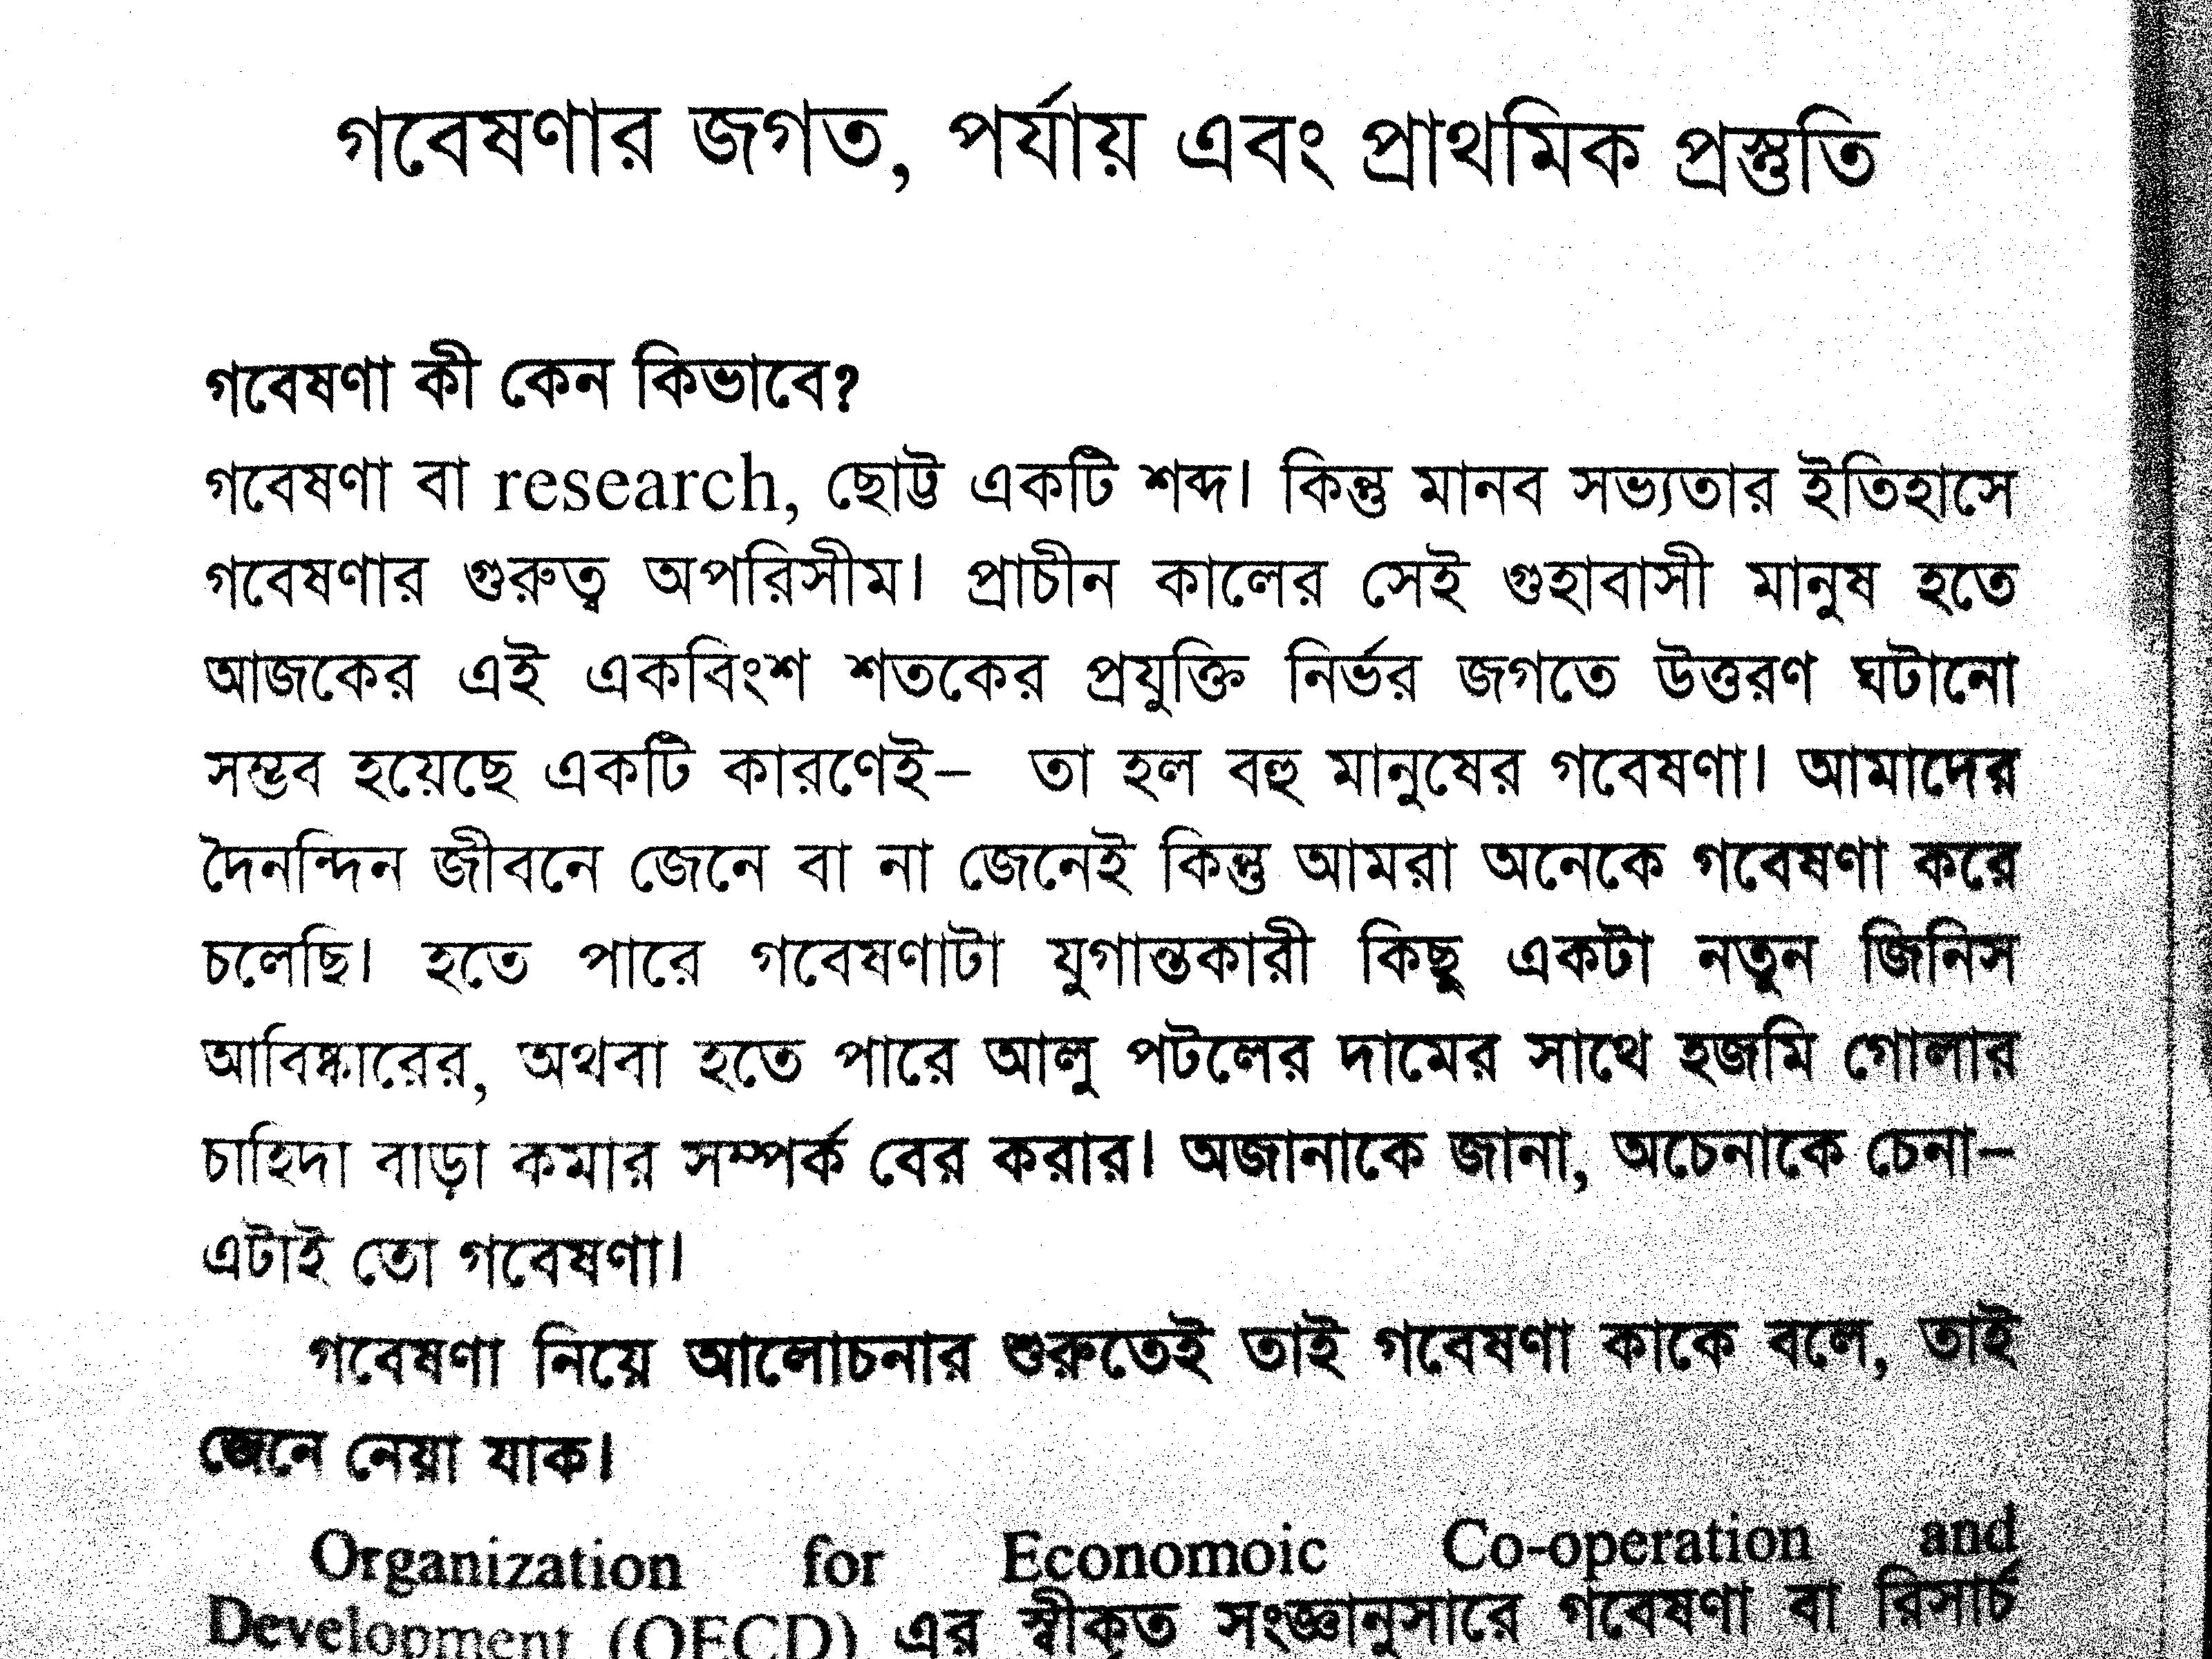 গবেষণার জগত, পর্যায় এবং প্রাথমিক প্রস্তুতি
গবেষণা কী কেন কিভাবে?
গবেষণা বা research, ছোট্ট একটি শব্দ। কিন্তু মানব সভ্যতার ইতিহাসে
গবেষণার গুরুত্ব অপরিসীম। প্রাচীন কালের সেই গুহাবাসী মানুষ হতে
আজকের এই একবিংশ শতকের প্রযুক্তি নির্ভর জগতে উত্তরণ ঘটানো
সম্ভব হয়েছে একটি কারণেই– তা হল বহু মানুষের গবেষণা। আমাদের
দৈনন্দিন জীবনে জেনে বা না জেনেই কিন্তু আমরা অনেকে গবেষণা করে
চলেছি। হতে পারে গবেষণাটা যুগান্তকারী কিছু একটা নতুন জিনিস
আবিষ্কারের, অথবা হতে পারে আলু পটলের দামের সাথে হজমি গোলার
চাহিদা বাড়া কমার সম্পর্ক বের করার। অজানাকে জানা, অচেনাকে চেনা–
এটাই তো গবেষণা।
গবেষণা নিয়ে আলোচনার শুরুতেই তাই গবেষণা কাকে বলে, তাই
জেনে নেয়া যাক।
Organization for Economoic Co-operation and
Development (OECD) এর স্বীকৃত সংজ্ঞানুসারে গবেষণা বা রিসার্চ